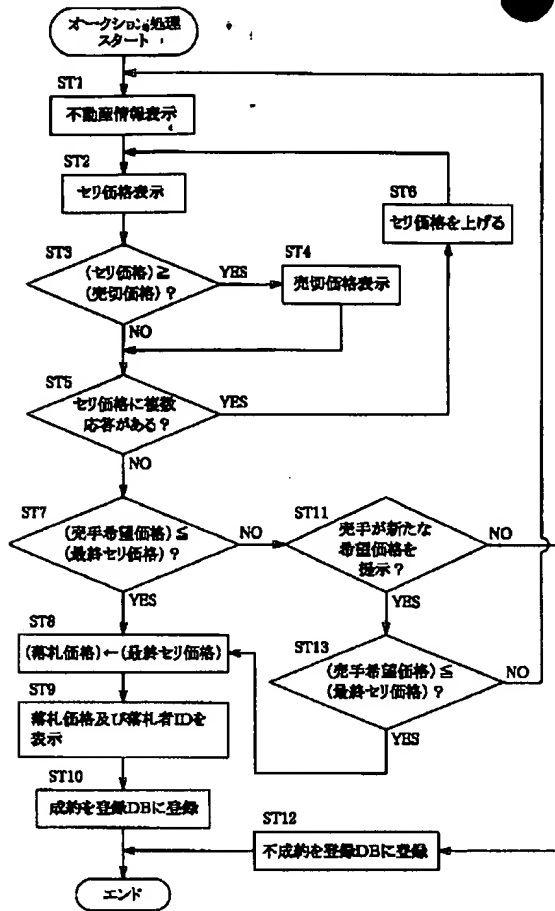 オークション処理
スタート
ST1
不動産情報表示
ST2
セリ価格表示
ST6
セリ価格を上げる
ST3
(セリ価格)≧
(売切価格)?
YES
NO
ST4
売切価格表示
ST5
セリ価格に複数
応答がある?
YES
NO
ST7
(売手希望価格)≦
(最終セリ価格)?
NO
YES
ST11
売手が新たな
希望価格を
提示?
NO
YES
ST8
(落札価格)←(最終セリ価格)
ST13
(売手希望価格)≦
(最終セリ価格)?
NO
YES
ST9
落札価格及び落札者IDを
表示
ST10
成約を登録DBに登録
ST12
不成約を登録DBに登録
エンド